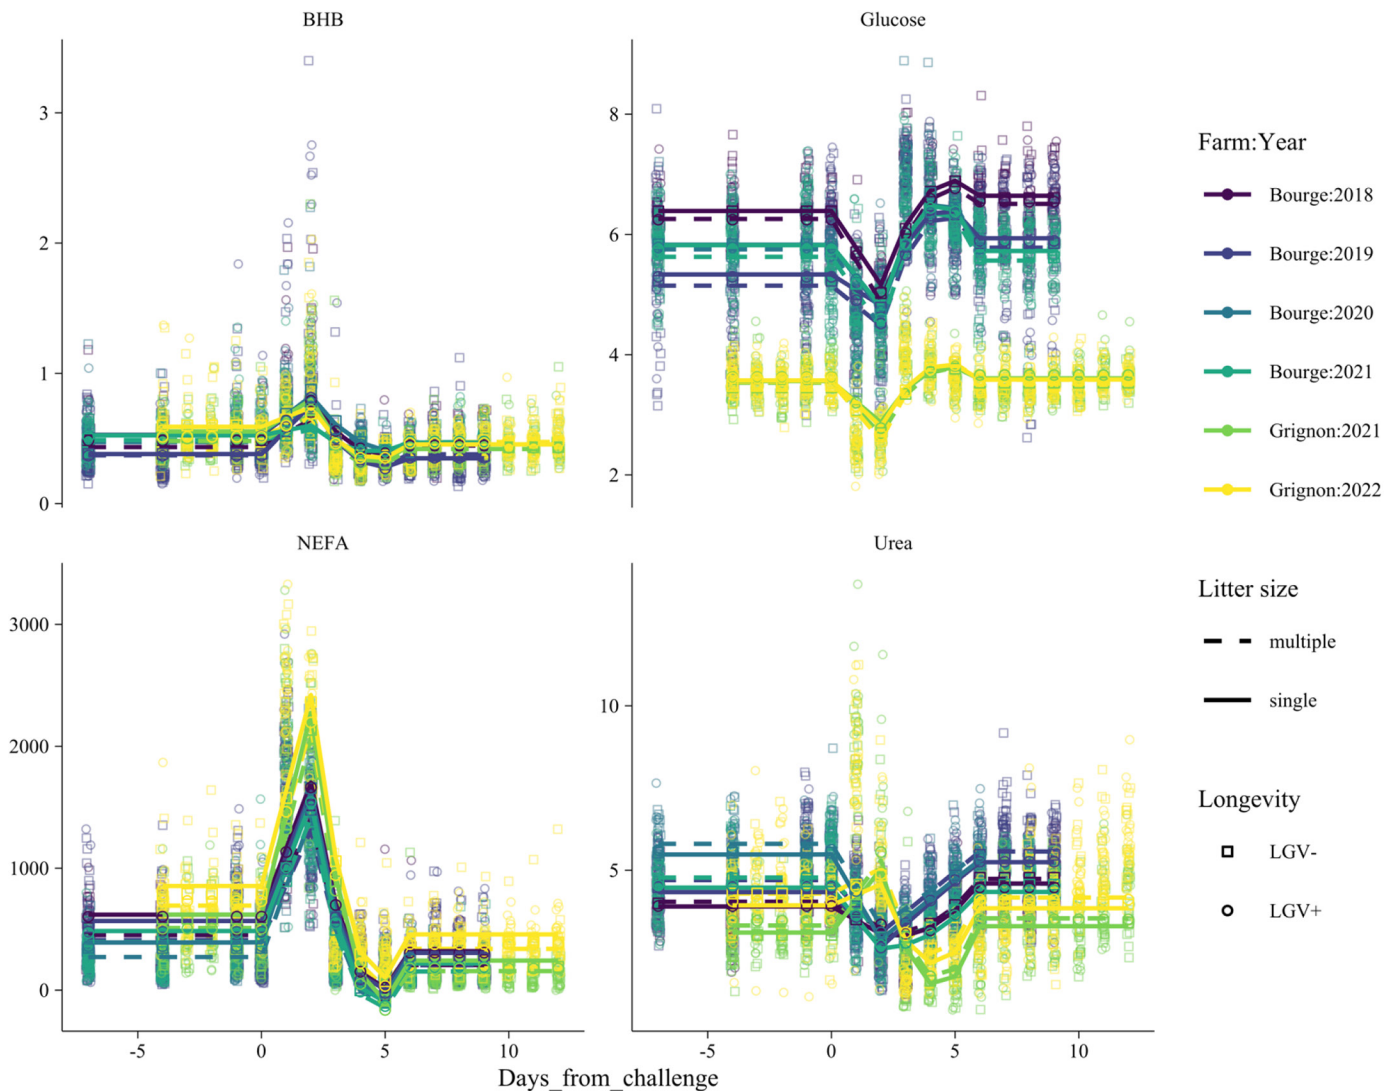 BHB
Glucose
3
2
1
0
8
6
4
2
Farm:Year
Bourge:2018
Bourge:2019
Bourge:2020
Bourge:2021
Grignon:2021
Grignon:2022
NEFA
Urea
3000
2000
1000
0
10
5
Litter size
multiple
single
Longevity
LGV-
LGV+
-5 0 5 10
-5 0 5 10
Days_from_challenge